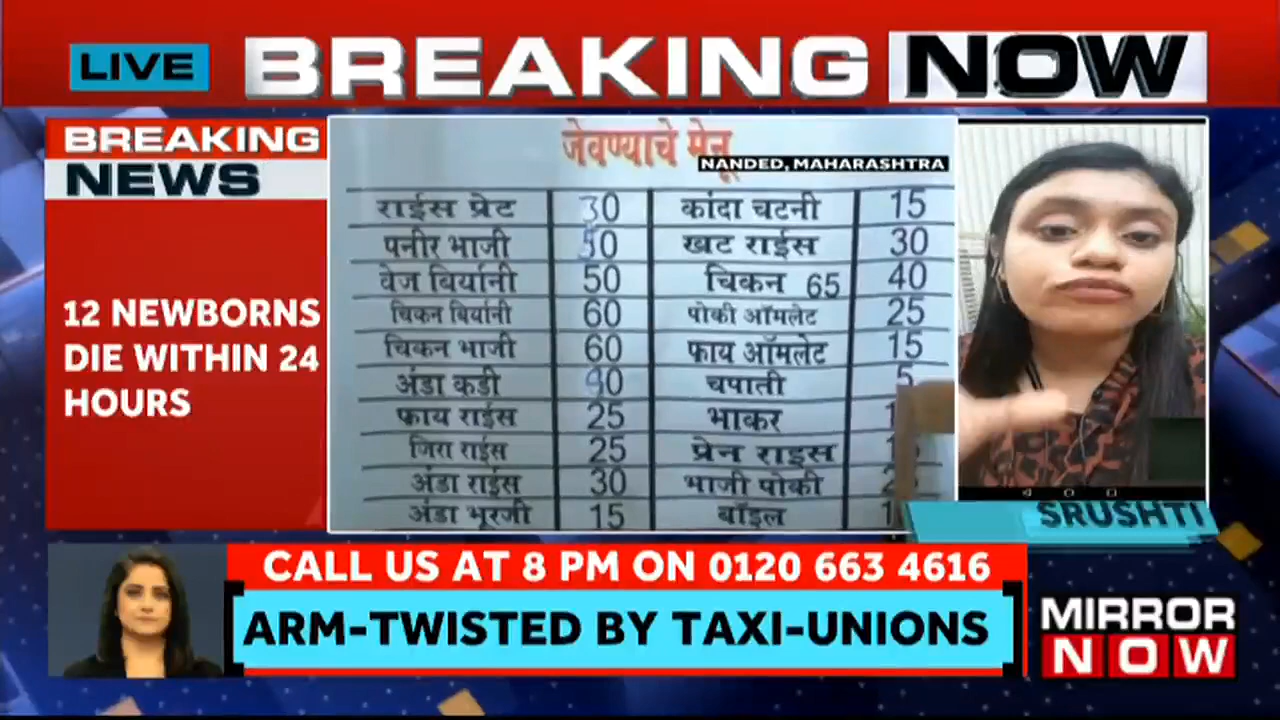 LIVE
BREAKING NOW
BREAKING
NEWS
12 NEWBORNS
DIE WITHIN 24
HOURS
जेवण्याचे मेनू
NANDED, MAHARASHTRA
राईस प्रेट 30 कांदा चटनी 15
पनीर भाजी 50 खट राईस 30
वेज बिर्यानी 50 चिकन 65 40
चिकन बिर्यानी 60 पोकी ऑमलेट 25
चिकन भाजी 60 फाय ऑमलेट 15
अंडा कडी 40 चपाती 5
फाय राईस 25 भाकर
जिरा राईस 25 प्रेन राइस
अंडा राईस 30 भाजी पोकी
अंडा भूरजी 15 बॉइल
SRUSHTI
CALL US AT 8 PM ON 0120 663 4616
ARM-TWISTED BY TAXI-UNIONS
MIRROR
NOW